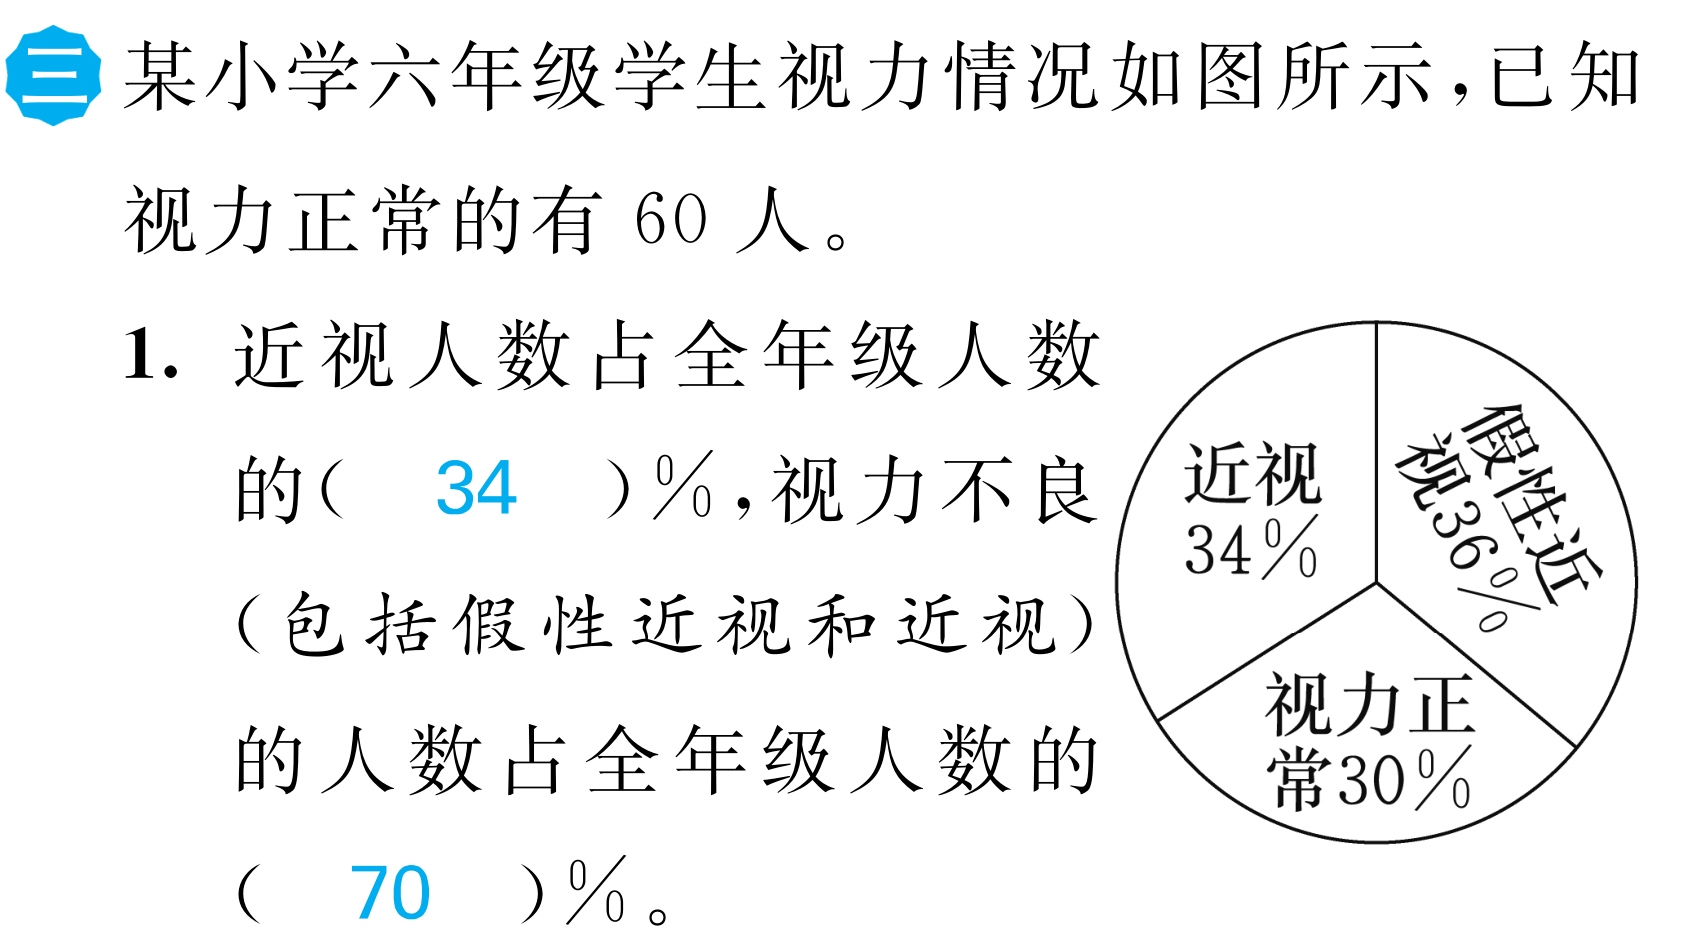 三 某小学六年级学生视力情况如图所示,已知
视力正常的有 60 人。
1. 近视人数占全年级人数
的( 34 )%,视力不良
(包括假性近视和近视)
的人数占全年级人数的
( 70 )%。
近视
34%
假性近
视36%
视力正
常30%